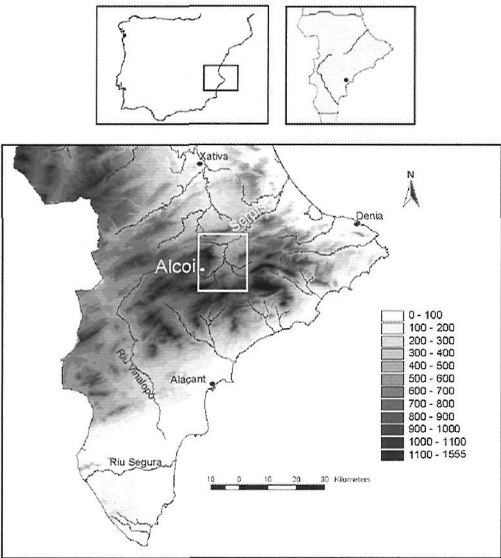 Xativa
N
Serpis
Denia
Alcoi
0 - 100
100 - 200
200 - 300
300 - 400
400 - 500
500 - 600
600 - 700
700 - 800
800 - 900
900 - 1000
1000 - 1100
1100 - 1555
Riu Vinalopó
Alaçant
Riu Segura
10 0 10 20 30 Kilometers